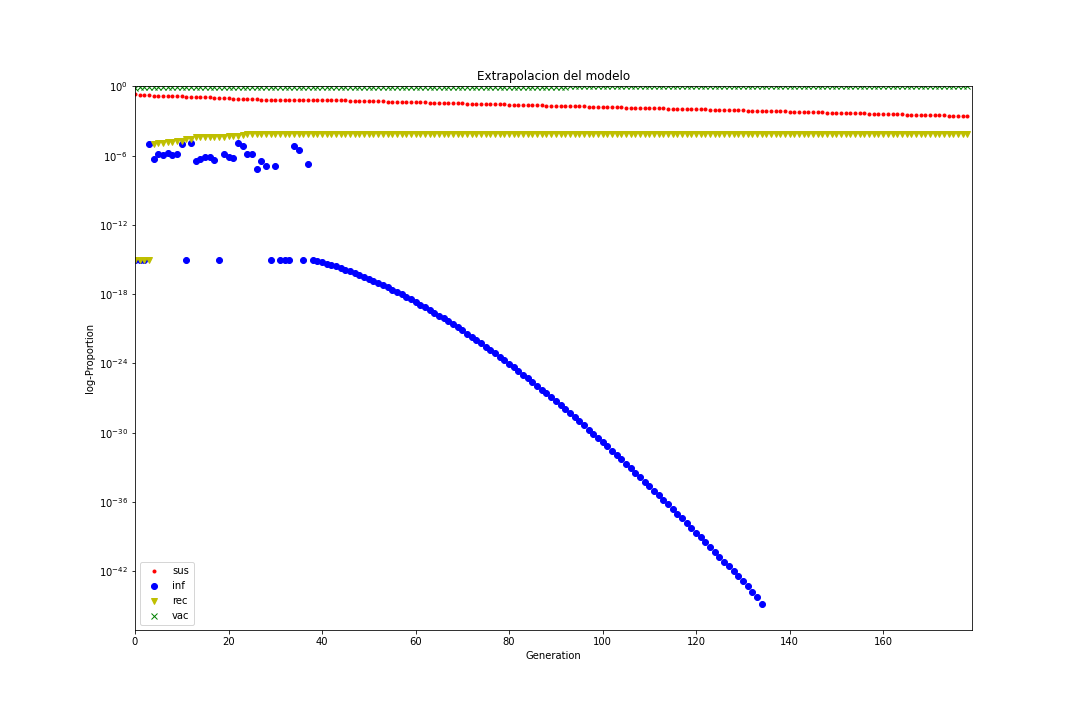 Extrapolacion del modelo
log-Proportion
10^0
10^-6
10^-12
10^-18
10^-24
10^-30
10^-36
10^-42
sus
inf
rec
vac
0 20 40 60 80 100 120 140 160
Generation